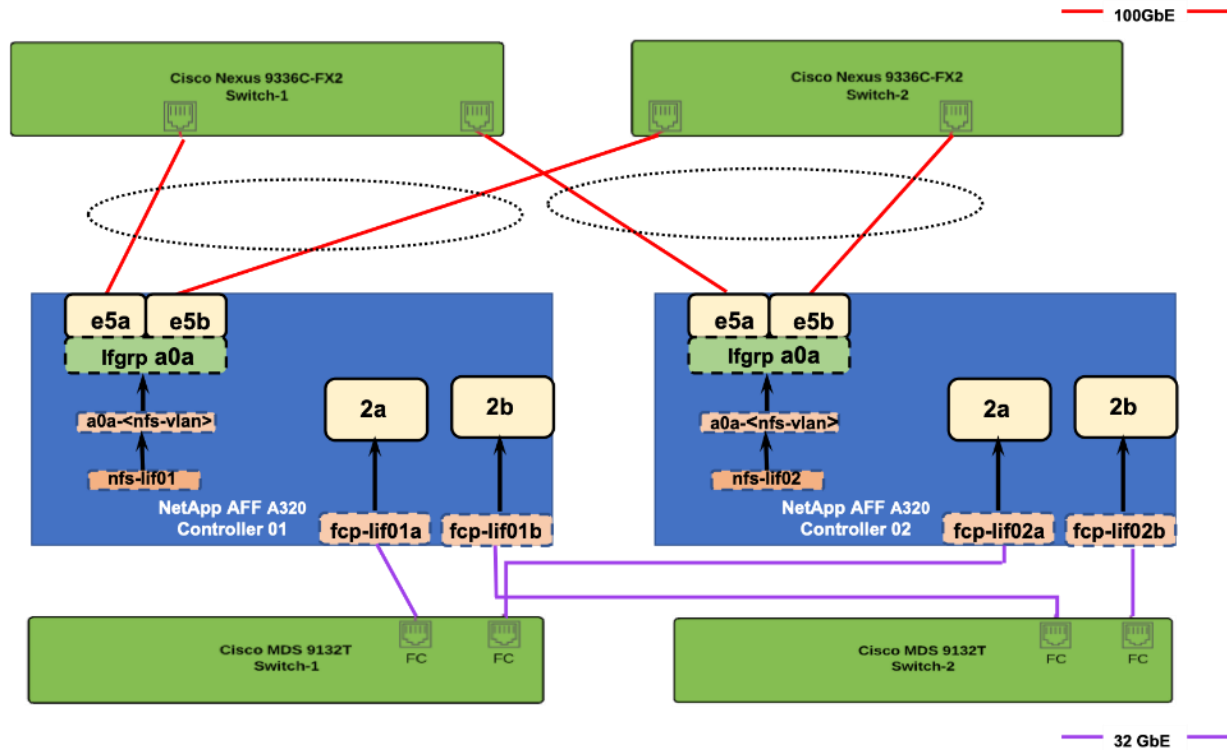 100GbE
Cisco Nexus 9336C-FX2
Switch-1
Cisco Nexus 9336C-FX2
Switch-2
e5a
e5b
Ifgrp a0a
a0a-<nfs-vlan>
nfs-lif01
2a
2b
NetApp AFF A320
Controller 01
fcp-lif01a
fcp-lif01b
e5a
e5b
Ifgrp a0a
a0a-<nfs-vlan>
nfs-lif02
2a
2b
NetApp AFF A320
Controller 02
fcp-lif02a
fcp-lif02b
Cisco MDS 9132T
Switch-1
FC
FC
Cisco MDS 9132T
Switch-2
FC
FC
32 GbE